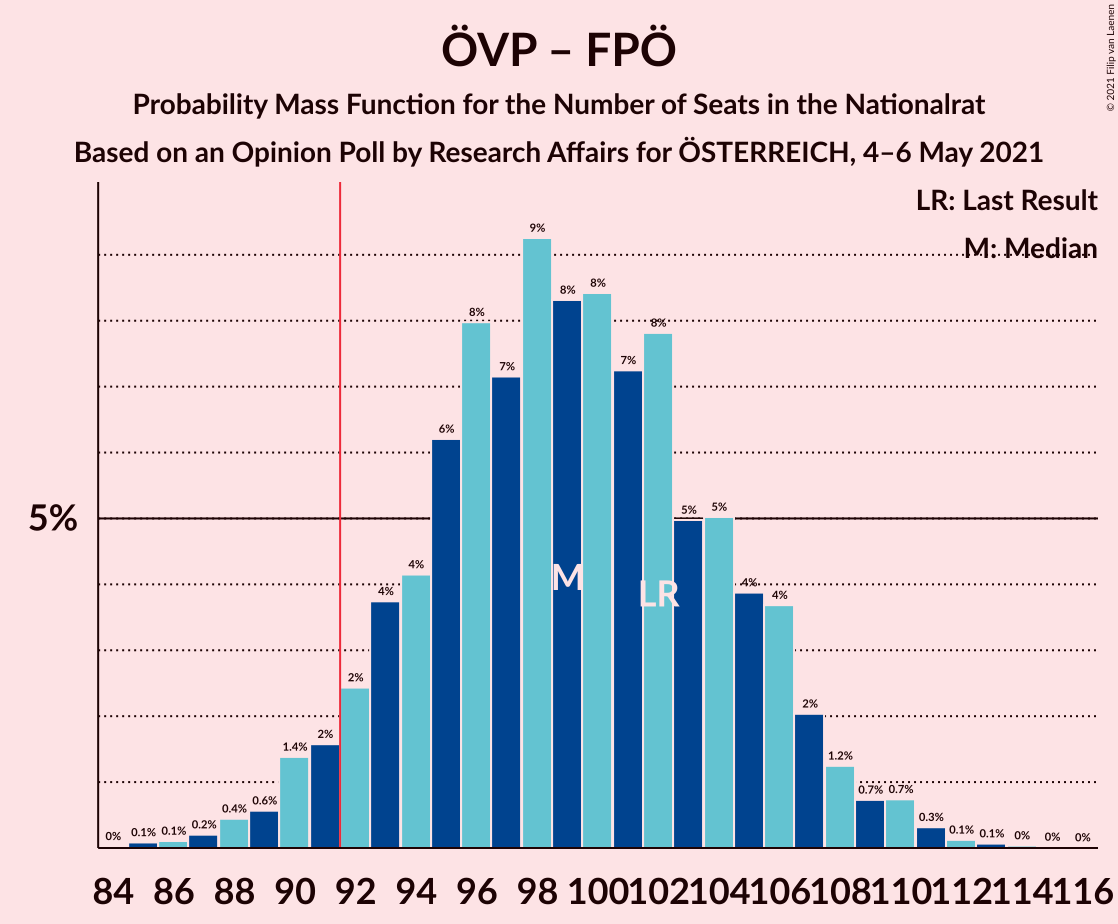 ÖVP – FPÖ
Probability Mass Function for the Number of Seats in the Nationalrat
Based on an Opinion Poll by Research Affairs for ÖSTERREICH, 4–6 May 2021
© 2021 Filip van Laenen
LR: Last Result
M: Median
5%
0% 0.1% 0.1% 0.2% 0.4% 0.6% 1.4% 2% 2% 4% 4% 6% 8% 7% 9% 8% 8% 7% 8% 5% 5% 4% 4% 2% 1.2% 0.7% 0.7% 0.3% 0.1% 0.1% 0% 0% 0%
M
LR
84 86 88 90 92 94 96 98 100 102 104 106 108 110 112 114 116